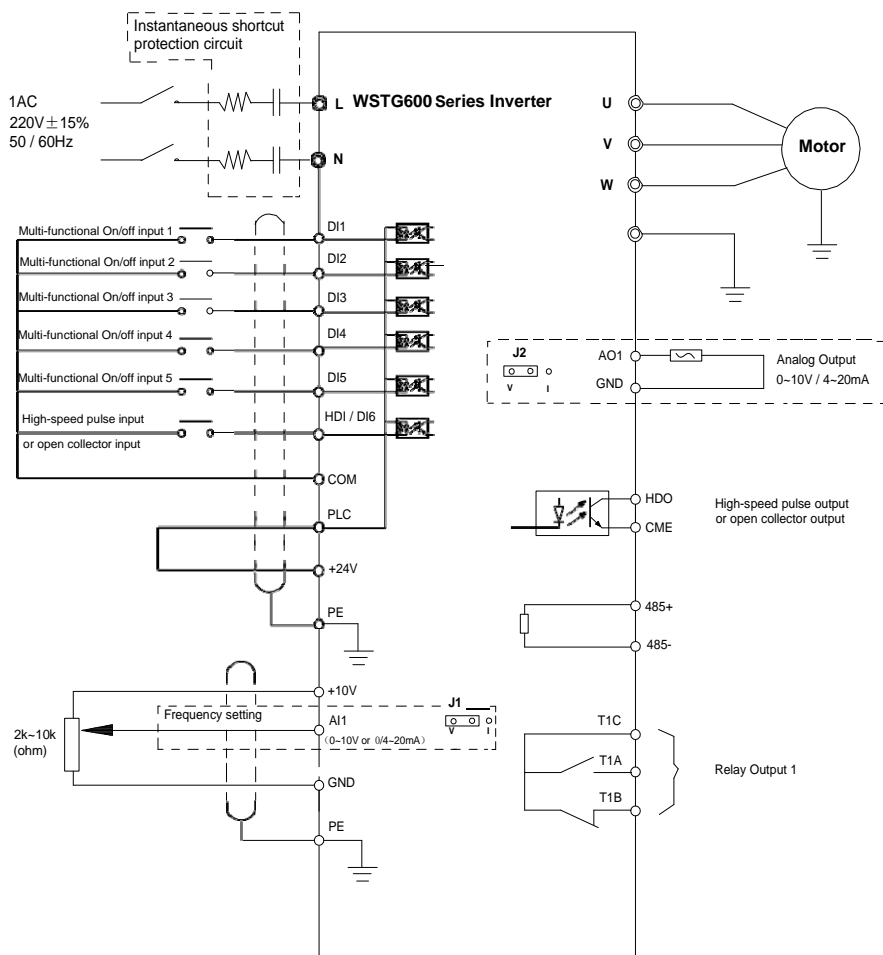 Instantaneous shortcut
protection circuit
1AC
220V±15%
50 / 60Hz
L
WSTG600 Series Inverter
N
U
V
W
Motor
Multi-functional On/off input 1
DI1
Multi-functional On/off input 2
DI2
Multi-functional On/off input 3
DI3
Multi-functional On/off input 4
DI4
Multi-functional On/off input 5
DI5
High-speed pulse input
or open collector input
HDI / DI6
COM
PLC
+24V
PE
J2
V I
AO1
GND
Analog Output
0~10V / 4~20mA
HDO
CME
High-speed pulse output
or open collector output
485+
485-
+10V
Frequency setting
AI1
(0~10V or 0/4~20mA)
J1
V I
2k~10k
(ohm)
GND
PE
T1C
T1A
T1B
Relay Output 1